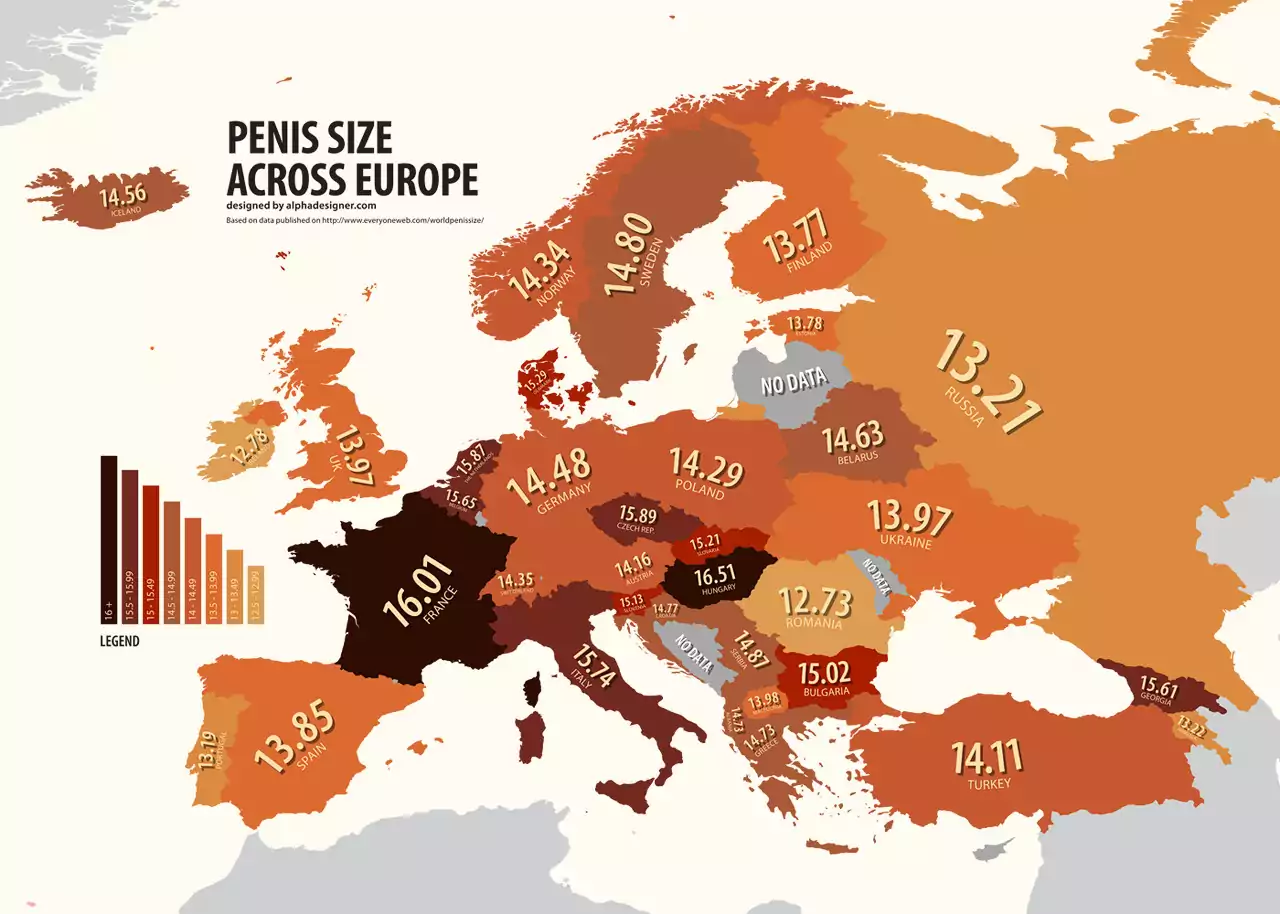 PENIS SIZE
ACROSS EUROPE
designed by alphadesigner.com
Based on data published on http://www.everyoneweb.com/worldpenissize/
14.56
ICELAND
14.34
NORWAY
14.80
SWEDEN
13.77
FINLAND
13.78
ESTONIA
NO DATA
13.21
RUSSIA
15.29
12.78
13.97
UK
15.87
THE NETHERLANDS
15.65
BELGIUM
14.48
GERMANY
14.29
POLAND
14.63
BELARUS
15.89
CZECH REP.
15.21
SLOVAKIA
13.97
UKRAINE
16.01
FRANCE
14.35
SWITZERLAND
14.16
AUSTRIA
16.51
HUNGARY
NO DATA
12.73
ROMANIA
15.13
SLOVENIA
14.77
CROATIA
NO DATA
14.87
SERBIA
15.74
ITALY
15.02
BULGARIA
13.98
MACEDONIA
14.73
14.73
GREECE
13.19
PORTUGAL
13.85
SPAIN
14.11
TURKEY
15.61
GEORGIA
13.22
16 +
15.5 - 15.99
15 - 15.49
14.5 - 14.99
14 - 14.49
13.5 - 13.99
13 - 13.49
12.5 - 12.99
LEGEND